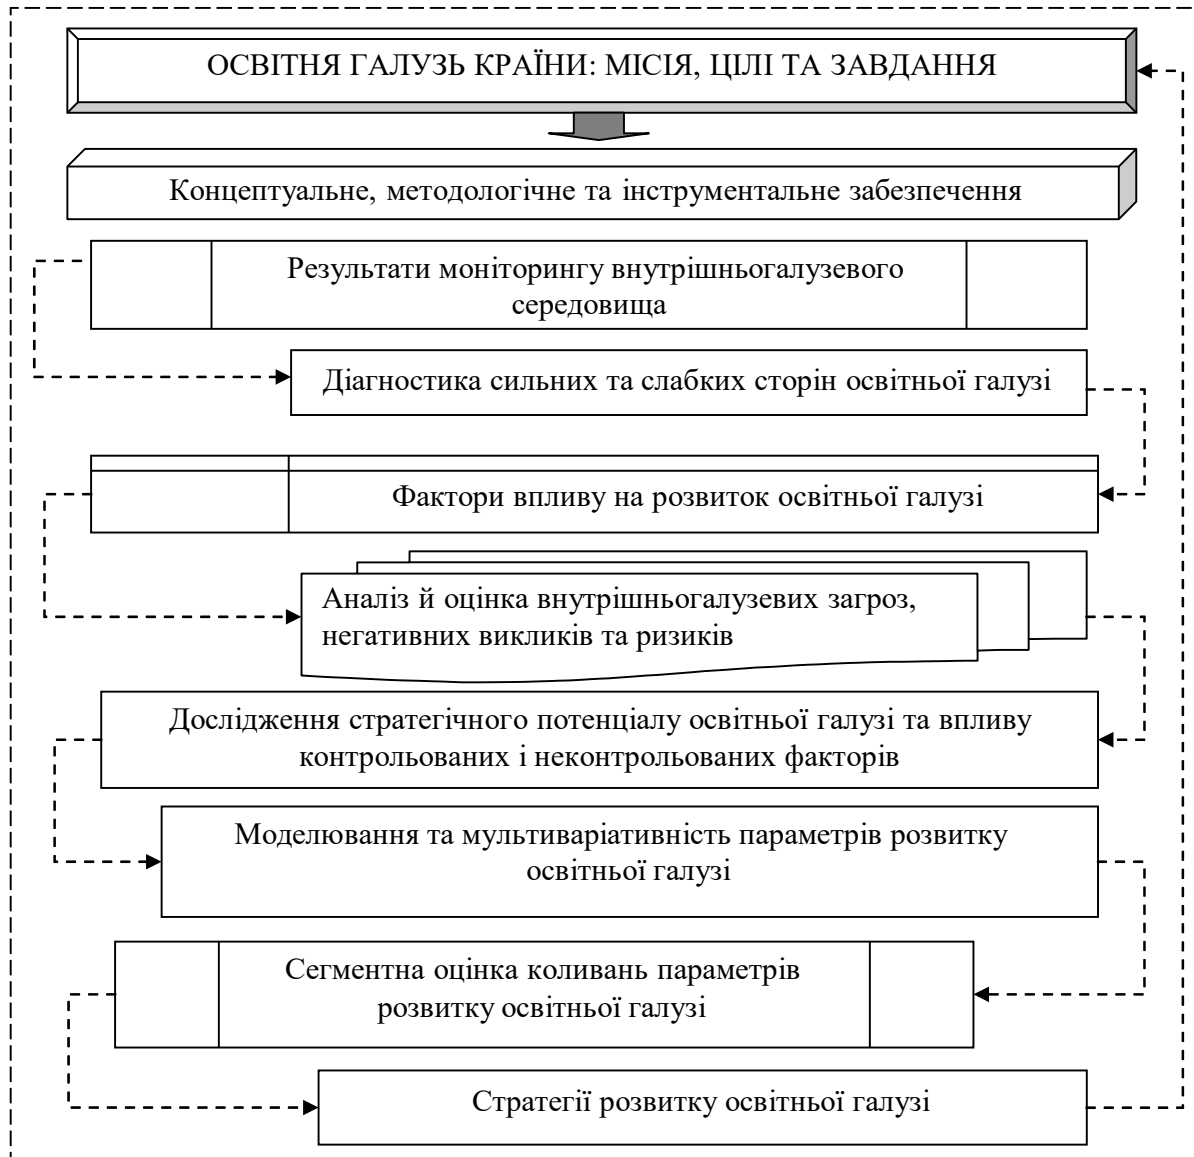 ОСВІТНЯ ГАЛУЗЬ КРАЇНИ: МІСІЯ, ЦІЛІ ТА ЗАВДАННЯ
Концептуальне, методологічне та інструментальне забезпечення
Результати моніторингу внутрішньогалузевого
середовища
Діагностика сильних та слабких сторін освітньої галузі
Фактори впливу на розвиток освітньої галузі
Аналіз й оцінка внутрішньогалузевих загроз,
негативних викликів та ризиків
Дослідження стратегічного потенціалу освітньої галузі та впливу
контрольованих і неконтрольованих факторів
Моделювання та мультиваріативність параметрів розвитку
освітньої галузі
Сегментна оцінка коливань параметрів
розвитку освітньої галузі
Стратегії розвитку освітньої галузі